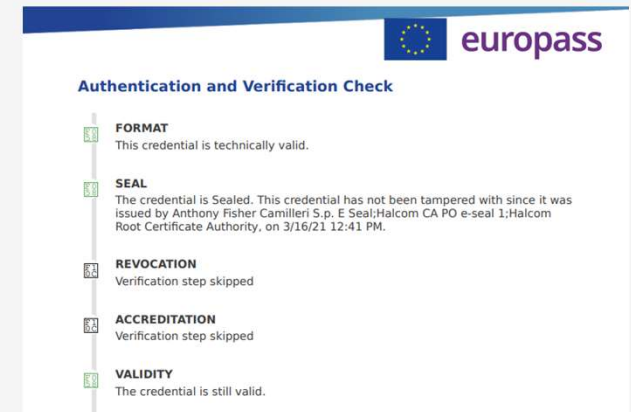 europass
Authentication and Verification Check
FORMAT
This credential is technically valid.
SEAL
The credential is Sealed. This credential has not been tampered with since it was
issued by Anthony Fisher Camilleri S.p. E Seal;Halcom CA PO e-seal 1;Halcom
Root Certificate Authority, on 3/16/21 12:41 PM.
REVOCATION
Verification step skipped
ACCREDITATION
Verification step skipped
VALIDITY
The credential is still valid.